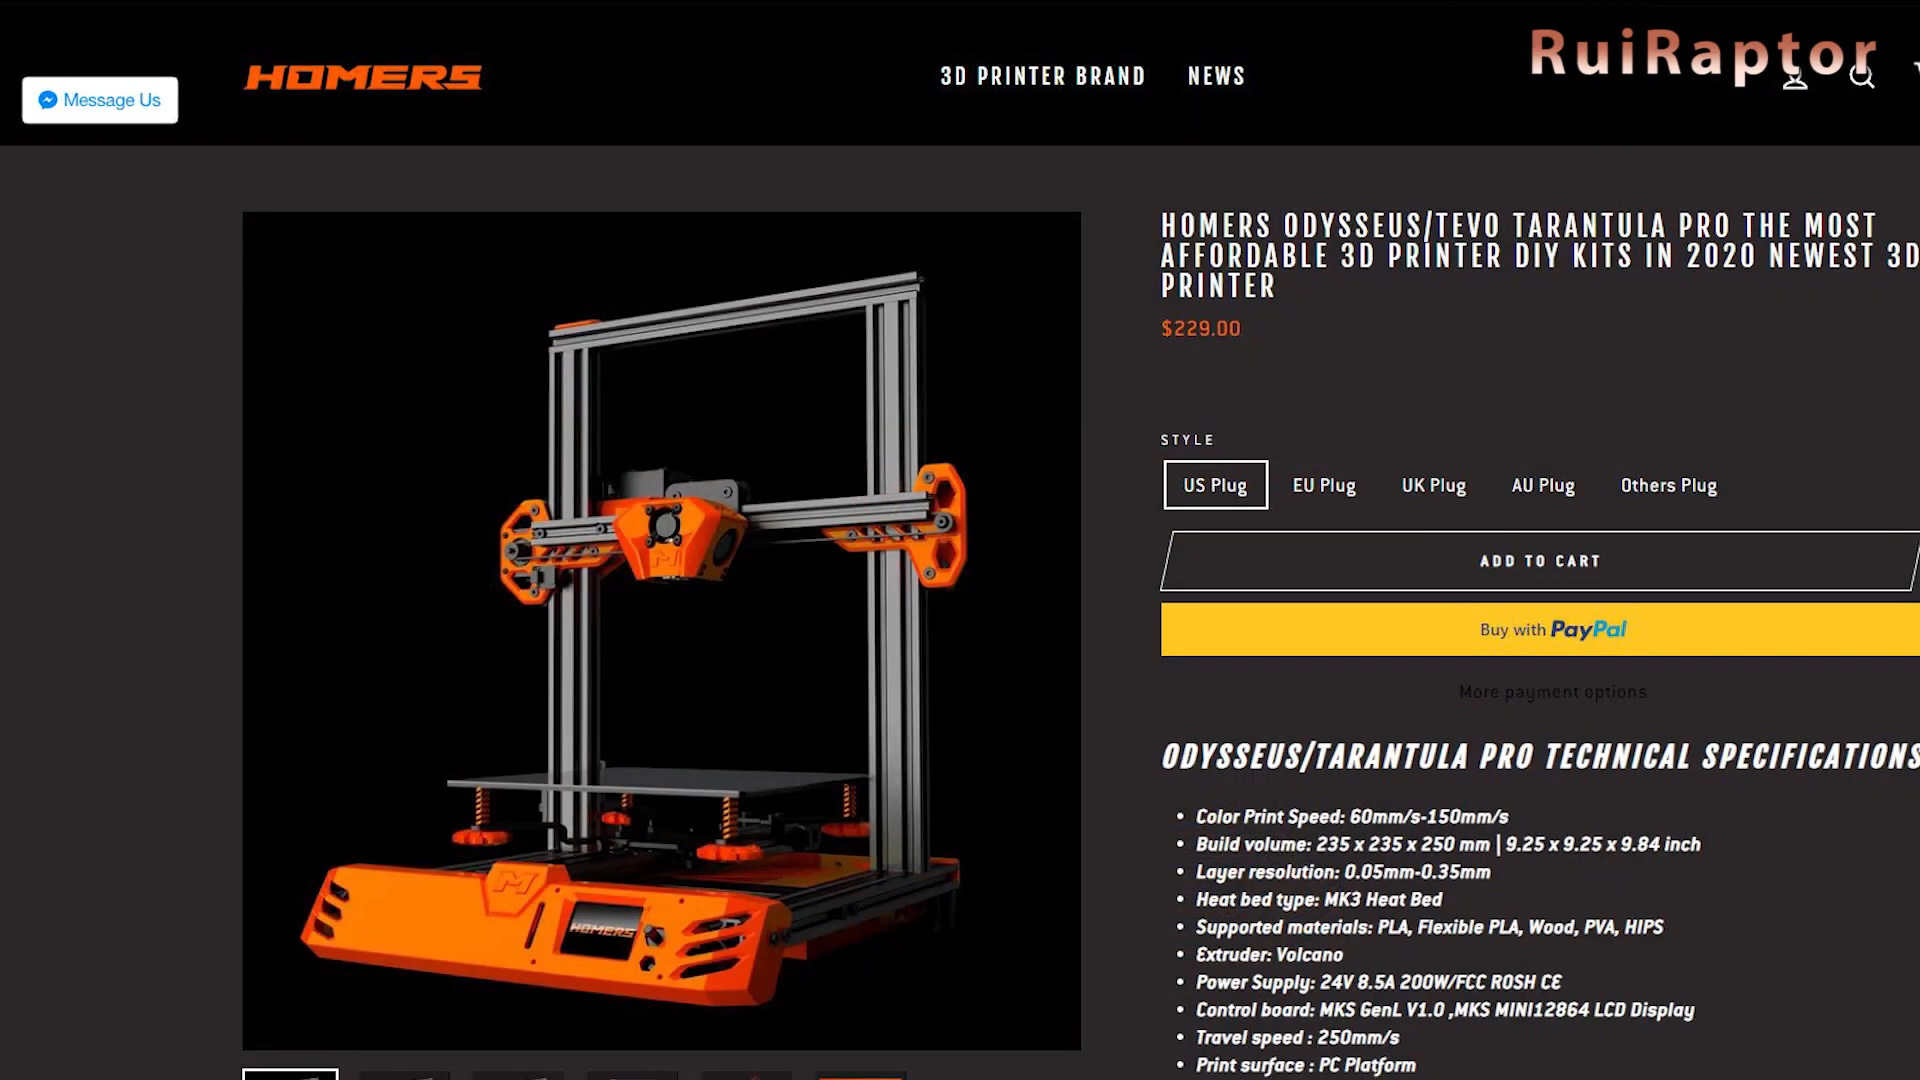 RuiRaptor
Message Us
HOMERS
3D PRINTER BRAND
NEWS
HOMERS ODYSSEUS/TEVO TARANTULA PRO THE MOST
AFFORDABLE 3D PRINTER DIY KITS IN 2020 NEWEST 3D
PRINTER
$229.00
STYLE
US Plug
EU Plug
UK Plug
AU Plug
Others Plug
ADD TO CART
Buy with PayPal
More payment options
ODYSSEUS/TARANTULA PRO TECHNICAL SPECIFICATIONS
• Color Print Speed: 60mm/s-150mm/s
• Build volume: 235 x 235 x 250 mm | 9.25 x 9.25 x 9.84 inch
• Layer resolution: 0.05mm-0.35mm
• Heat bed type: MK3 Heat Bed
• Supported materials: PLA, Flexible PLA, Wood, PVA, HIPS
• Extruder: Volcano
• Power Supply: 24V 8.5A 200W/FCC ROSH CE
• Control board: MKS GenL V1.0 ,MKS MINI12864 LCD Display
• Travel speed : 250mm/s
• Print surface : PC Platform
HOMERS